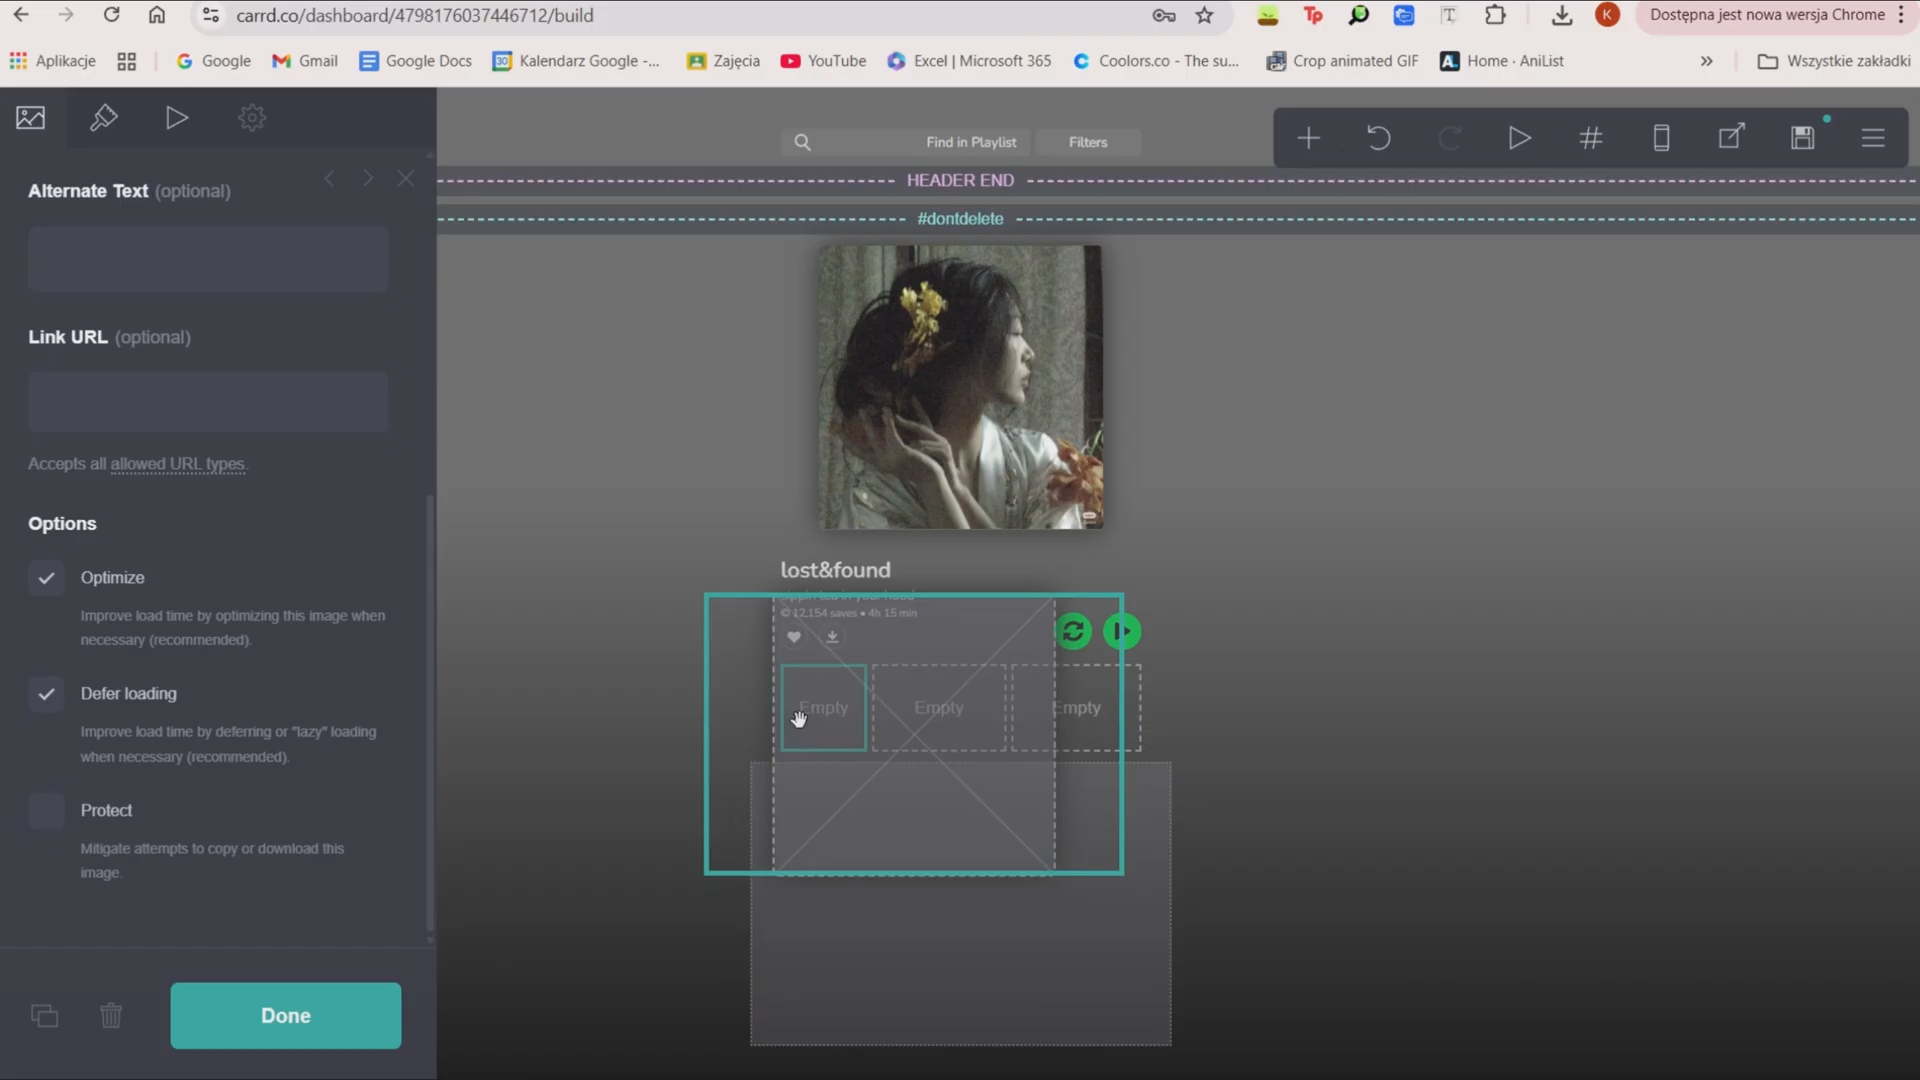 carrd.co/dashboard/4798176037446712/build
K
Dostępna jest nowa wersja Chrome
Aplikacje
Google
Gmail
Google Docs
Kalendarz Google -...
Zajęcia
YouTube
Excel | Microsoft 365
Coolors.co - The su...
Crop animated GIF
Home · AniList
Wszystkie zakładki
Find in Playlist
Filters
HEADER END
#dontdelete
Alternate Text (optional)
Link URL (optional)
Accepts all allowed URL types.
Options
Optimize
Improve load time by optimizing this image when
necessary (recommended).
Defer loading
Improve load time by deferring or "lazy" loading
when necessary (recommended).
Protect
Mitigate attempts to copy or download this
image.
Done
lost&found
12,154 saves • 4h 15 min
Empty
Empty
Empty